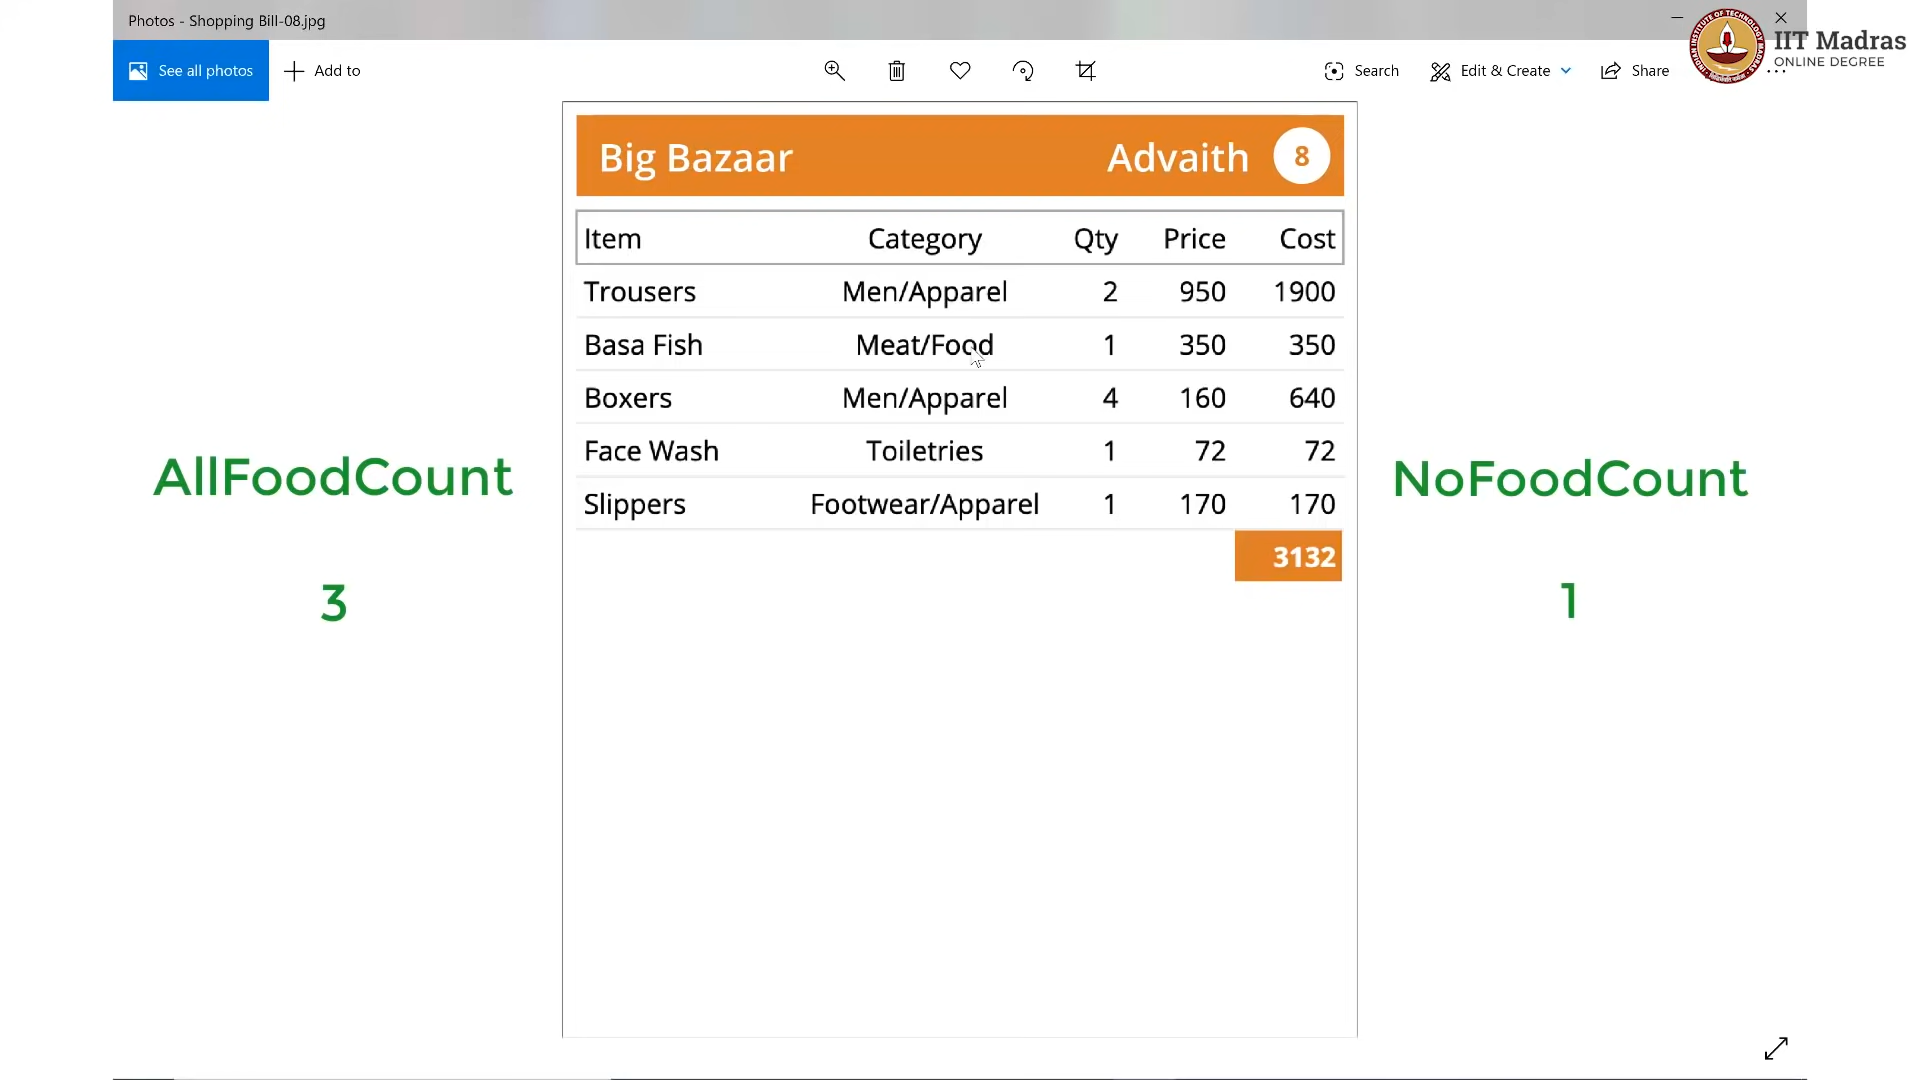 Photos - Shopping Bill-08.jpg
IIT Madras
ONLINE DEGREE
See all photos Add to Search Edit & Create Share
Big Bazaar Advaith 8
Item Category Qty Price Cost
Trousers Men/Apparel 2 950 1900
Basa Fish Meat/Food 1 350 350
Boxers Men/Apparel 4 160 640
Face Wash Toiletries 1 72 72
Slippers Footwear/Apparel 1 170 170
3132
AllFoodCount
3
NoFoodCount
1